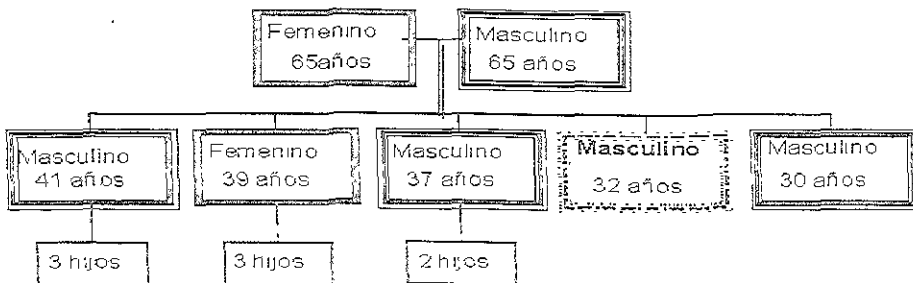 Femenino
65años
Masculino
65 años
Masculino
41 años
Femenino
39 años
Masculino
37 años
Masculino
32 años
Masculino
30 años
3 hijos
3 hijos
2 hijos